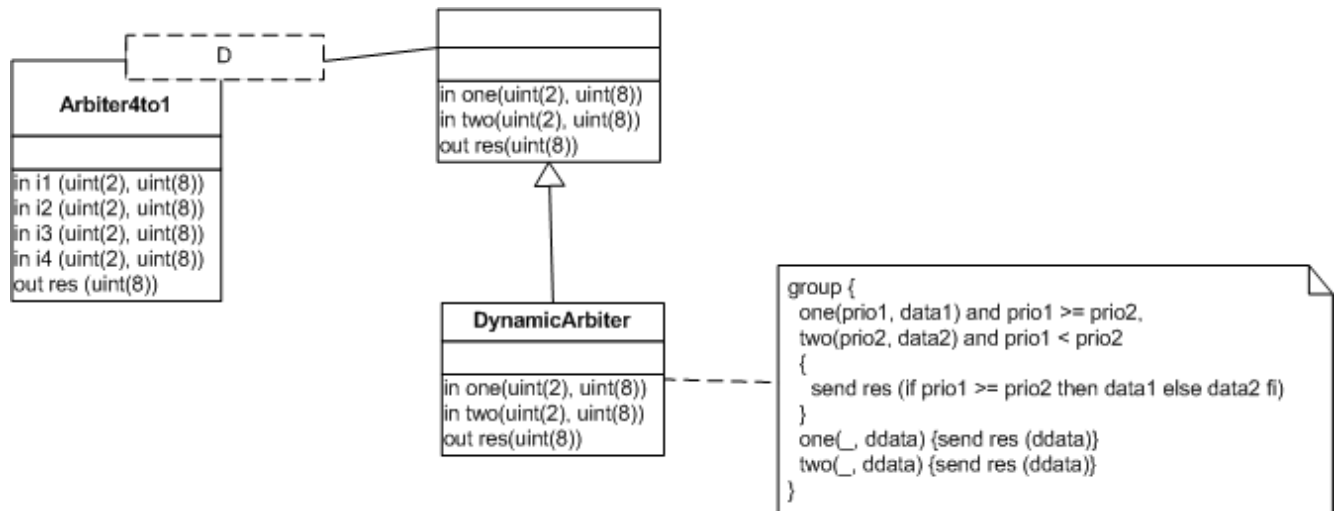 D
Arbiter4to1
in i1 (uint(2), uint(8))
in i2 (uint(2), uint(8))
in i3 (uint(2), uint(8))
in i4 (uint(2), uint(8))
out res (uint(8))
in one(uint(2), uint(8))
in two(uint(2), uint(8))
out res(uint(8))
DynamicArbiter
in one(uint(2), uint(8))
in two(uint(2), uint(8))
out res(uint(8))
group {
one(prio1, data1) and prio1 >= prio2,
two(prio2, data2) and prio1 < prio2
{
send res (if prio1 >= prio2 then data1 else data2 fi)
}
one(_, ddata) {send res (ddata)}
two(_, ddata) {send res (ddata)}
}